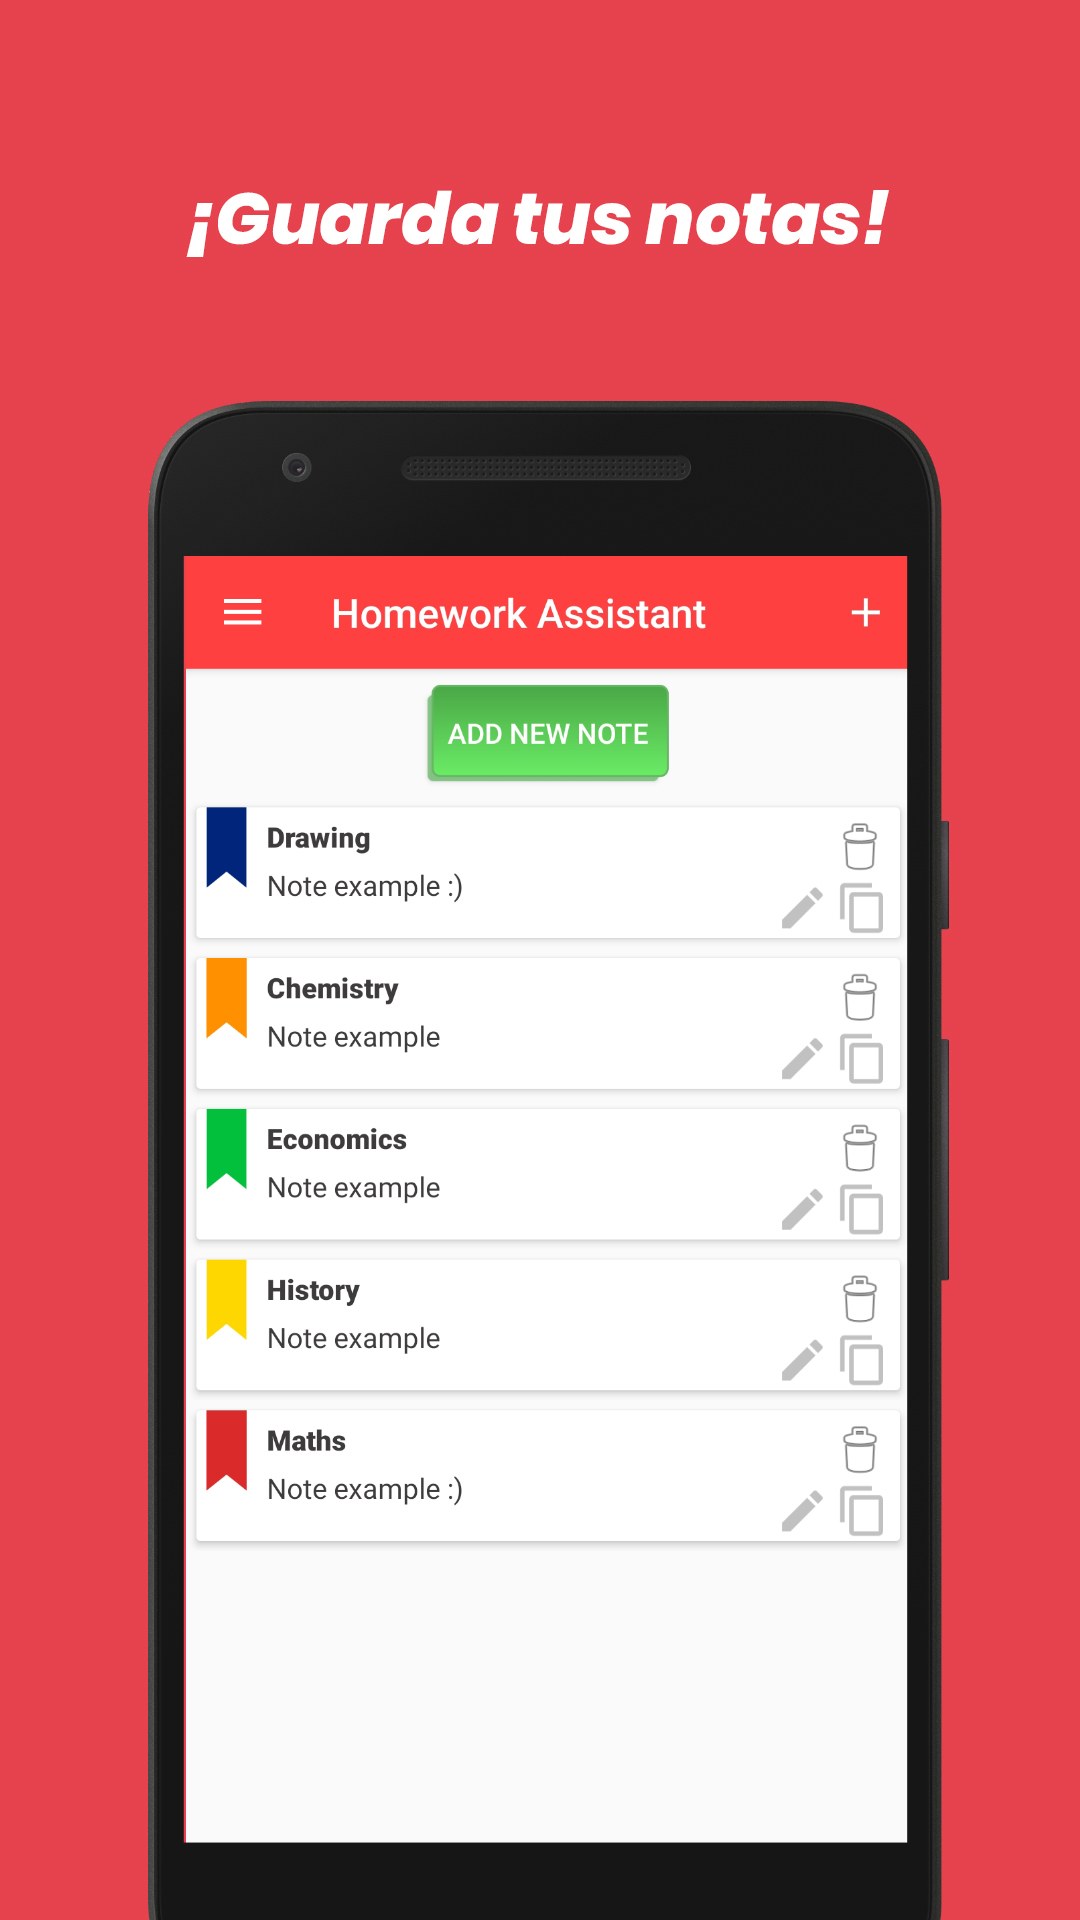 ¡Guarda tus notas!
Homework Assistant
ADD NEW NOTE
Drawing
Note example :)
Chemistry
Note example
Economics
Note example
History
Note example
Maths
Note example :)